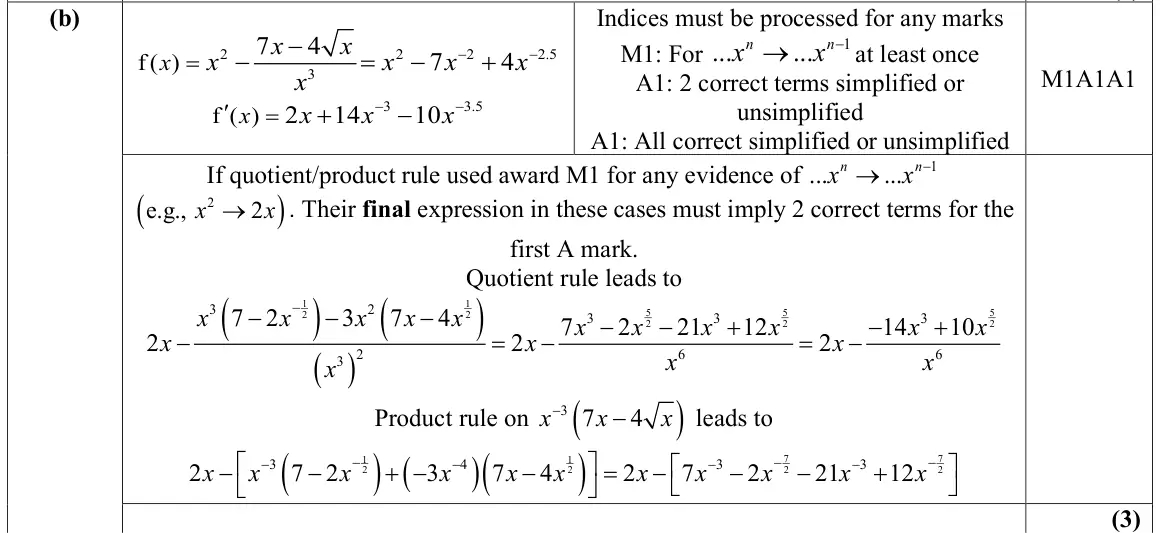 (b)
f(x) = x² − (7x − 4√x)/x³ = x² − 7x⁻² + 4x⁻²·⁵
f′(x) = 2x + 14x⁻³ − 10x⁻³·⁵
Indices must be processed for any marks
M1: For ...xⁿ → ...xⁿ⁻¹ at least once
A1: 2 correct terms simplified or
unsimplified
A1: All correct simplified or unsimplified
M1A1A1
If quotient/product rule used award M1 for any evidence of ...xⁿ → ...xⁿ⁻¹
(e.g., x² → 2x). Their final expression in these cases must imply 2 correct terms for the
first A mark.
Quotient rule leads to
2x − (x³(7 − 2x^(−1/2)) − 3x²(7x − 4x^(1/2)))/(x³)² = 2x − (7x³ − 2x^(5/2) − 21x³ + 12x^(5/2))/x⁶ = 2x − (−14x³ + 10x^(5/2))/x⁶
Product rule on x⁻³(7x − 4√x) leads to
2x − [x⁻³(7 − 2x^(−1/2)) + (−3x⁻⁴)(7x − 4x^(1/2))] = 2x − [7x⁻³ − 2x^(−7/2) − 21x⁻³ + 12x^(−7/2)]
(3)